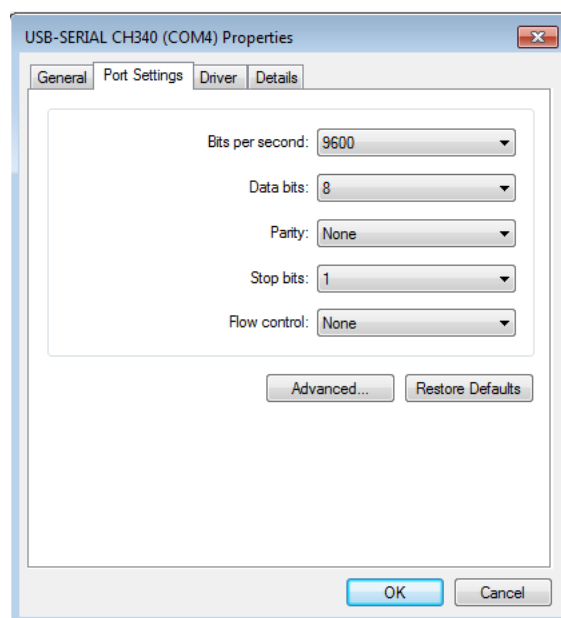 USB-SERIAL CH340 (COM4) Properties
General Port Settings Driver Details
Bits per second: 9600
Data bits: 8
Parity: None
Stop bits: 1
Flow control: None
Advanced... Restore Defaults
OK Cancel